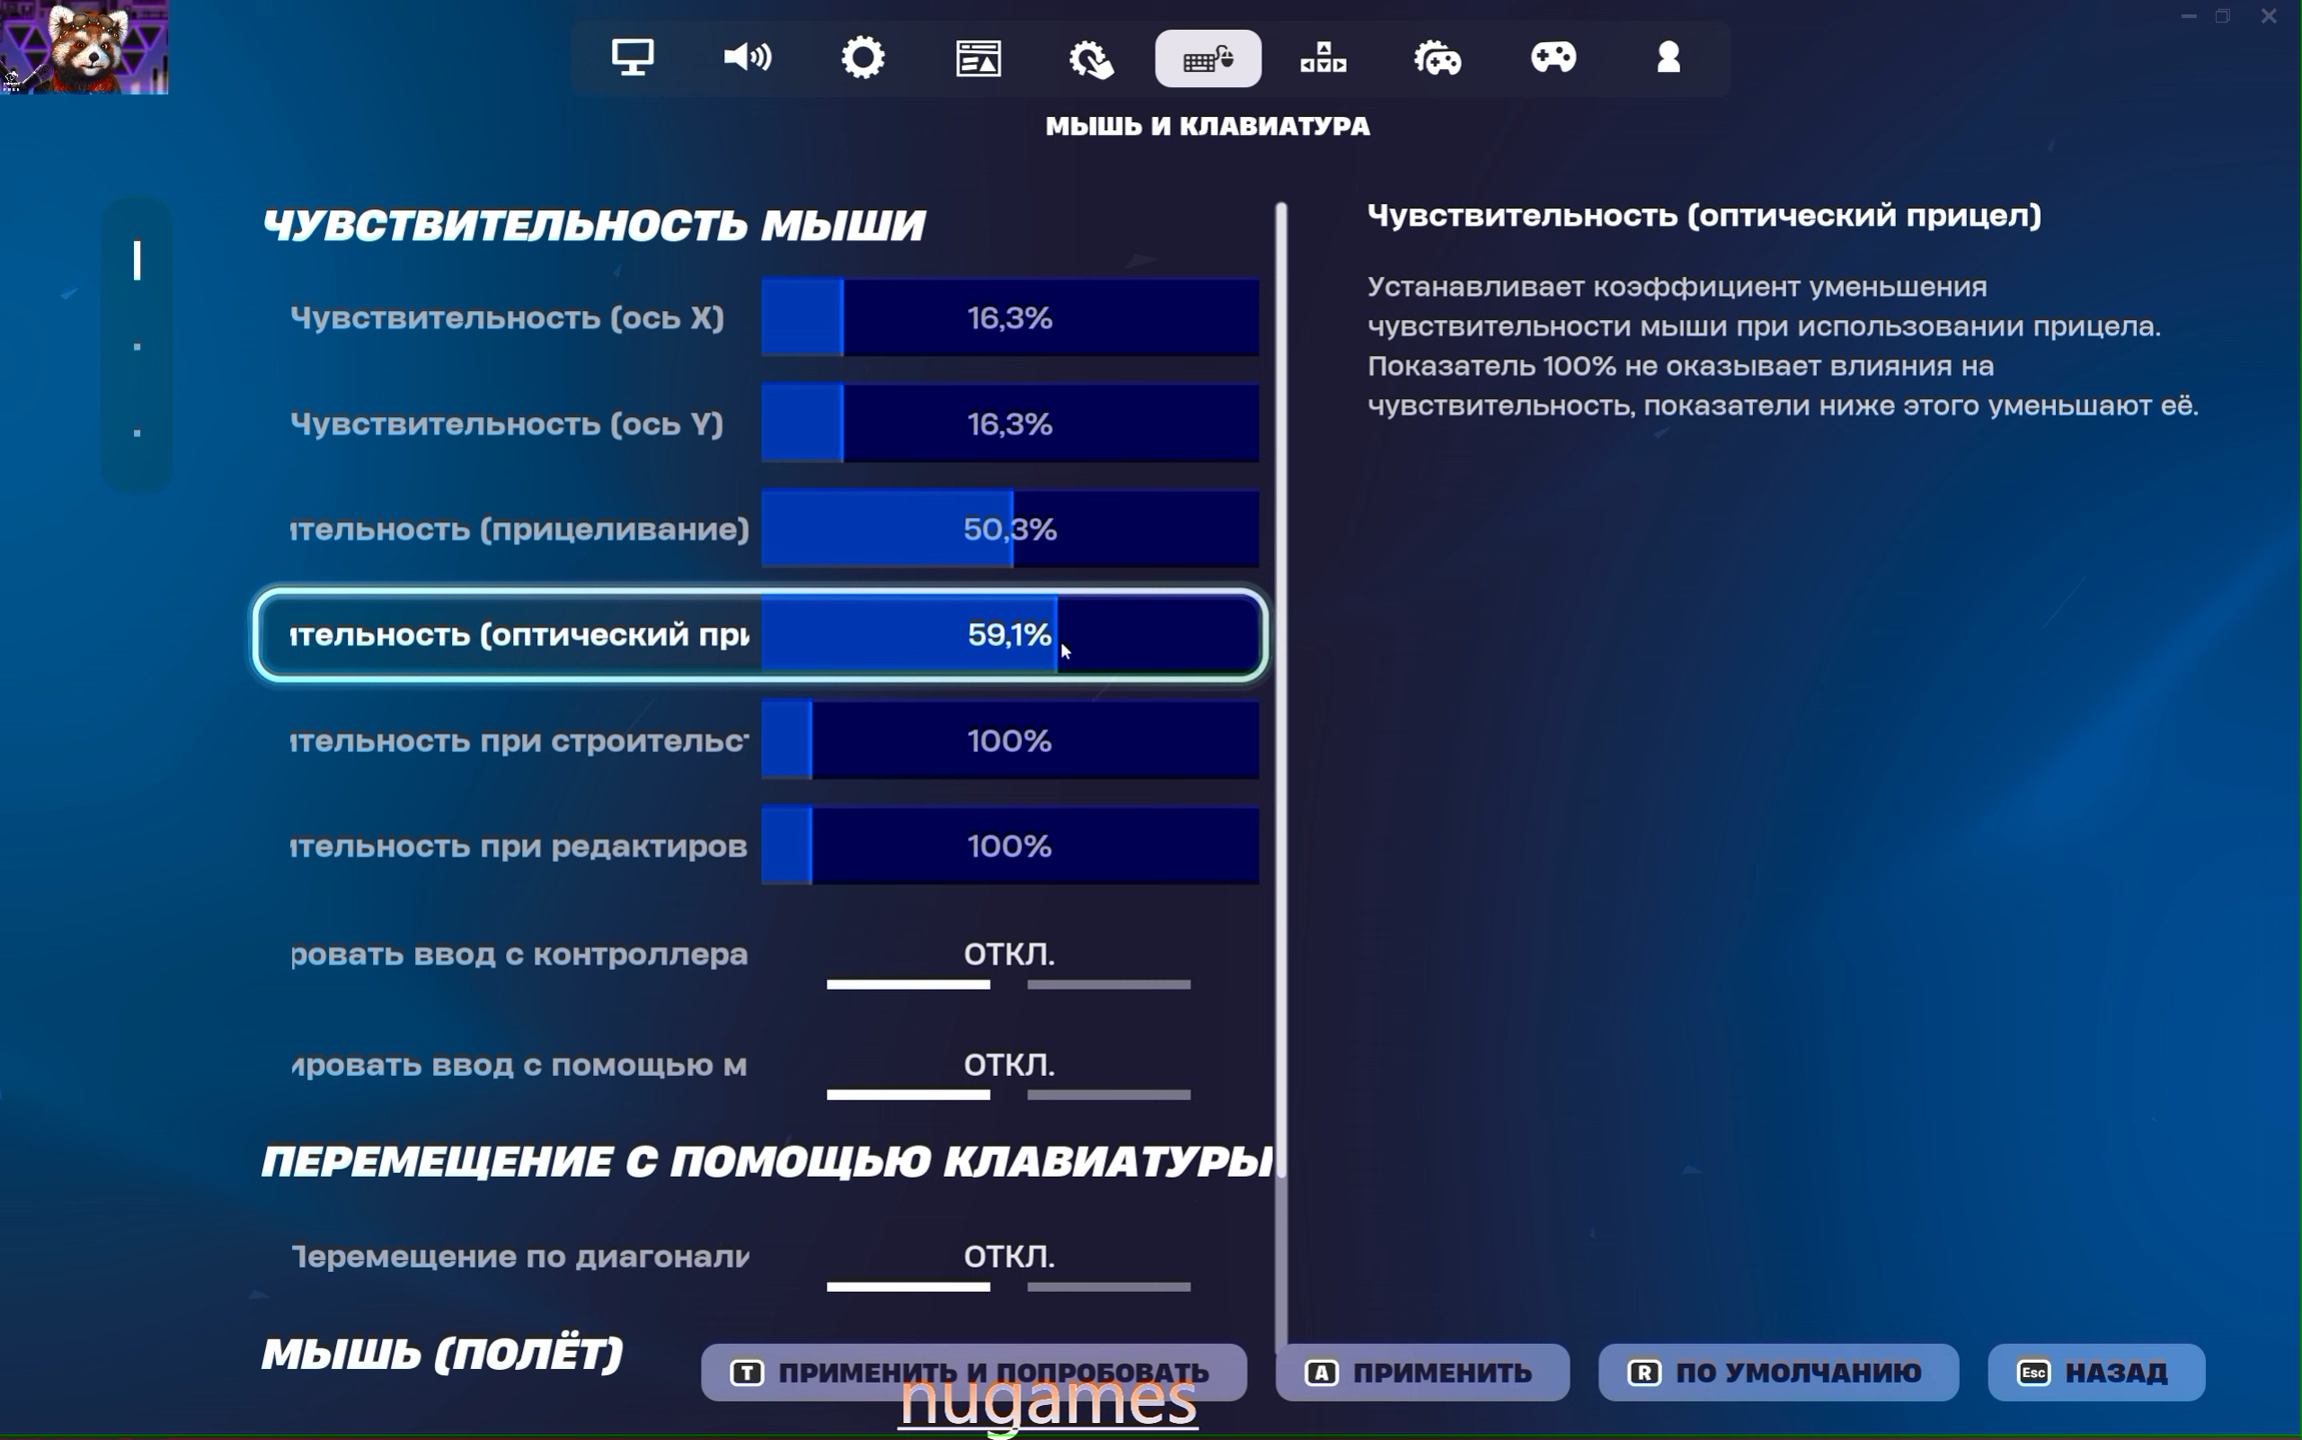 МЫШЬ И КЛАВИАТУРА
ЧУВСТВИТЕЛЬНОСТЬ МЫШИ
Чувствительность (ось X) 16,3%
Чувствительность (ось Y) 16,3%
ительность (прицеливание) 50,3%
ительность (оптический при 59,1%
ительность при строительс 100%
ительность при редактиров 100%
ровать ввод с контроллера ОТКЛ.
ировать ввод с помощью м ОТКЛ.
ПЕРЕМЕЩЕНИЕ С ПОМОЩЬЮ КЛАВИАТУРЫ
Перемещение по диагонали ОТКЛ.
МЫШЬ (ПОЛЁТ)
Чувствительность (оптический прицел)
Устанавливает коэффициент уменьшения
чувствительности мыши при использовании прицела.
Показатель 100% не оказывает влияния на
чувствительность, показатели ниже этого уменьшают её.
T ПРИМЕНИТЬ И ПОПРОБОВАТЬ A ПРИМЕНИТЬ R ПО УМОЛЧАНИЮ Esc НАЗАД
nugames